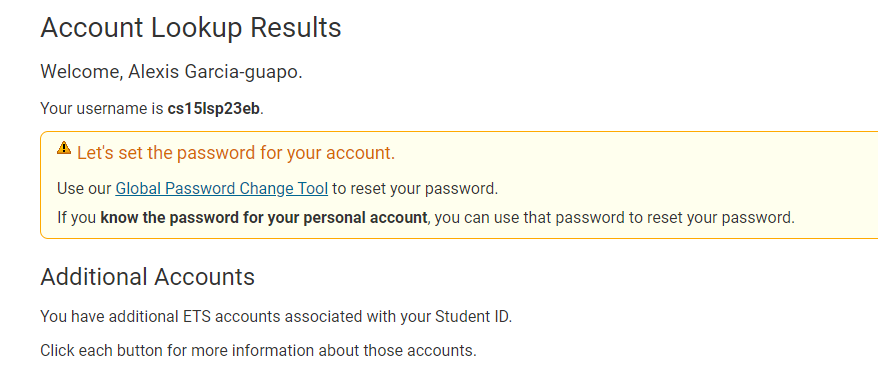 Account Lookup Results
Welcome, Alexis Garcia-guapo.
Your username is cs15lsp23eb.
Let's set the password for your account.
Use our Global Password Change Tool to reset your password.
If you know the password for your personal account, you can use that password to reset your password.
Additional Accounts
You have additional ETS accounts associated with your Student ID.
Click each button for more information about those accounts.